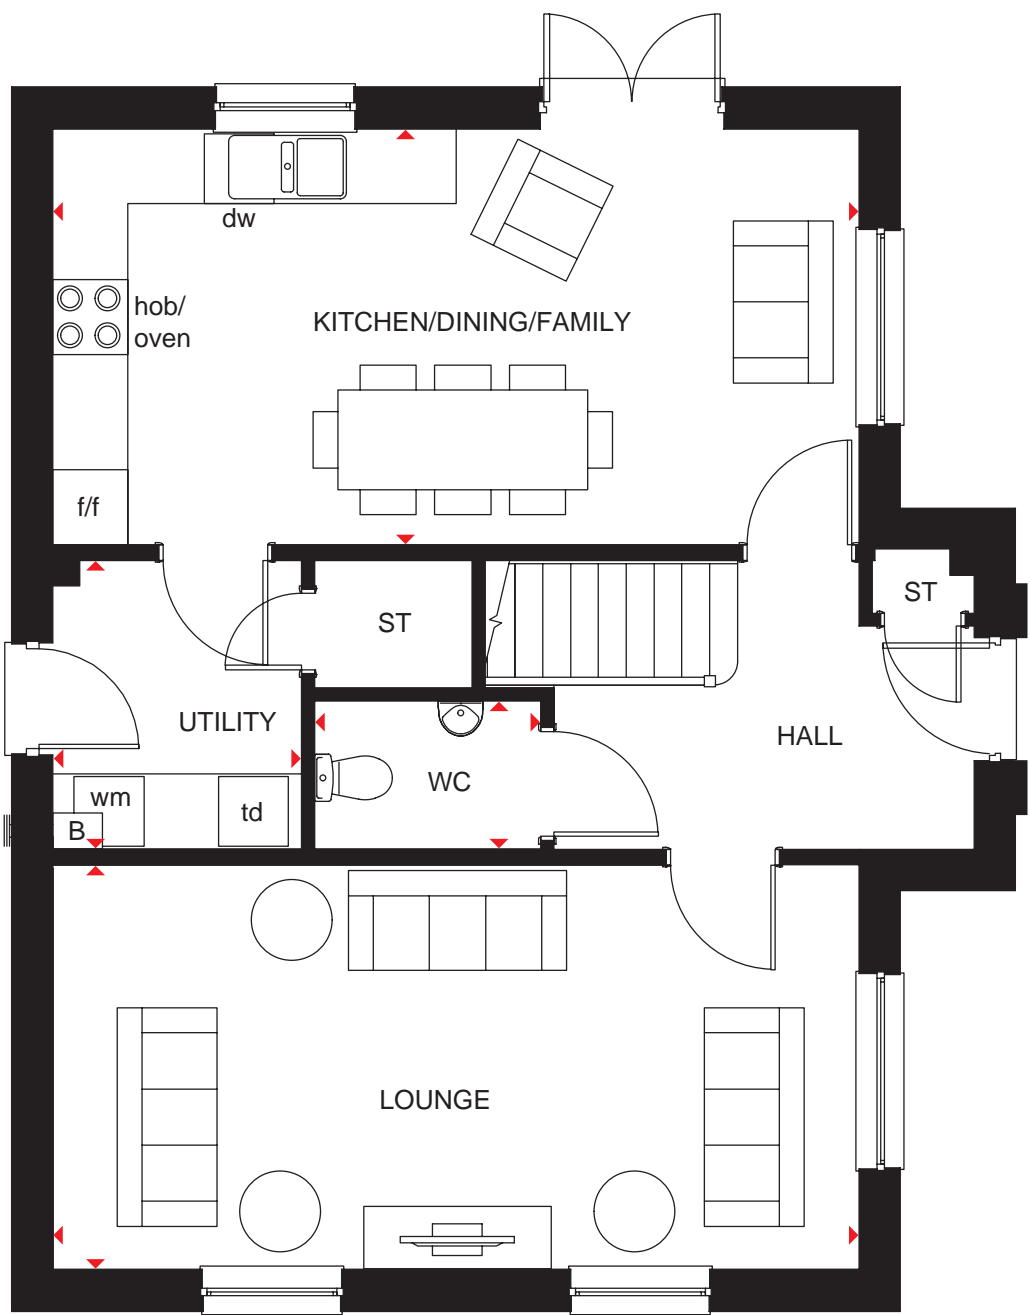 dw
hob/
oven
KITCHEN/DINING/FAMILY
f/f
ST
ST
UTILITY
HALL
WC
wm
td
B
LOUNGE